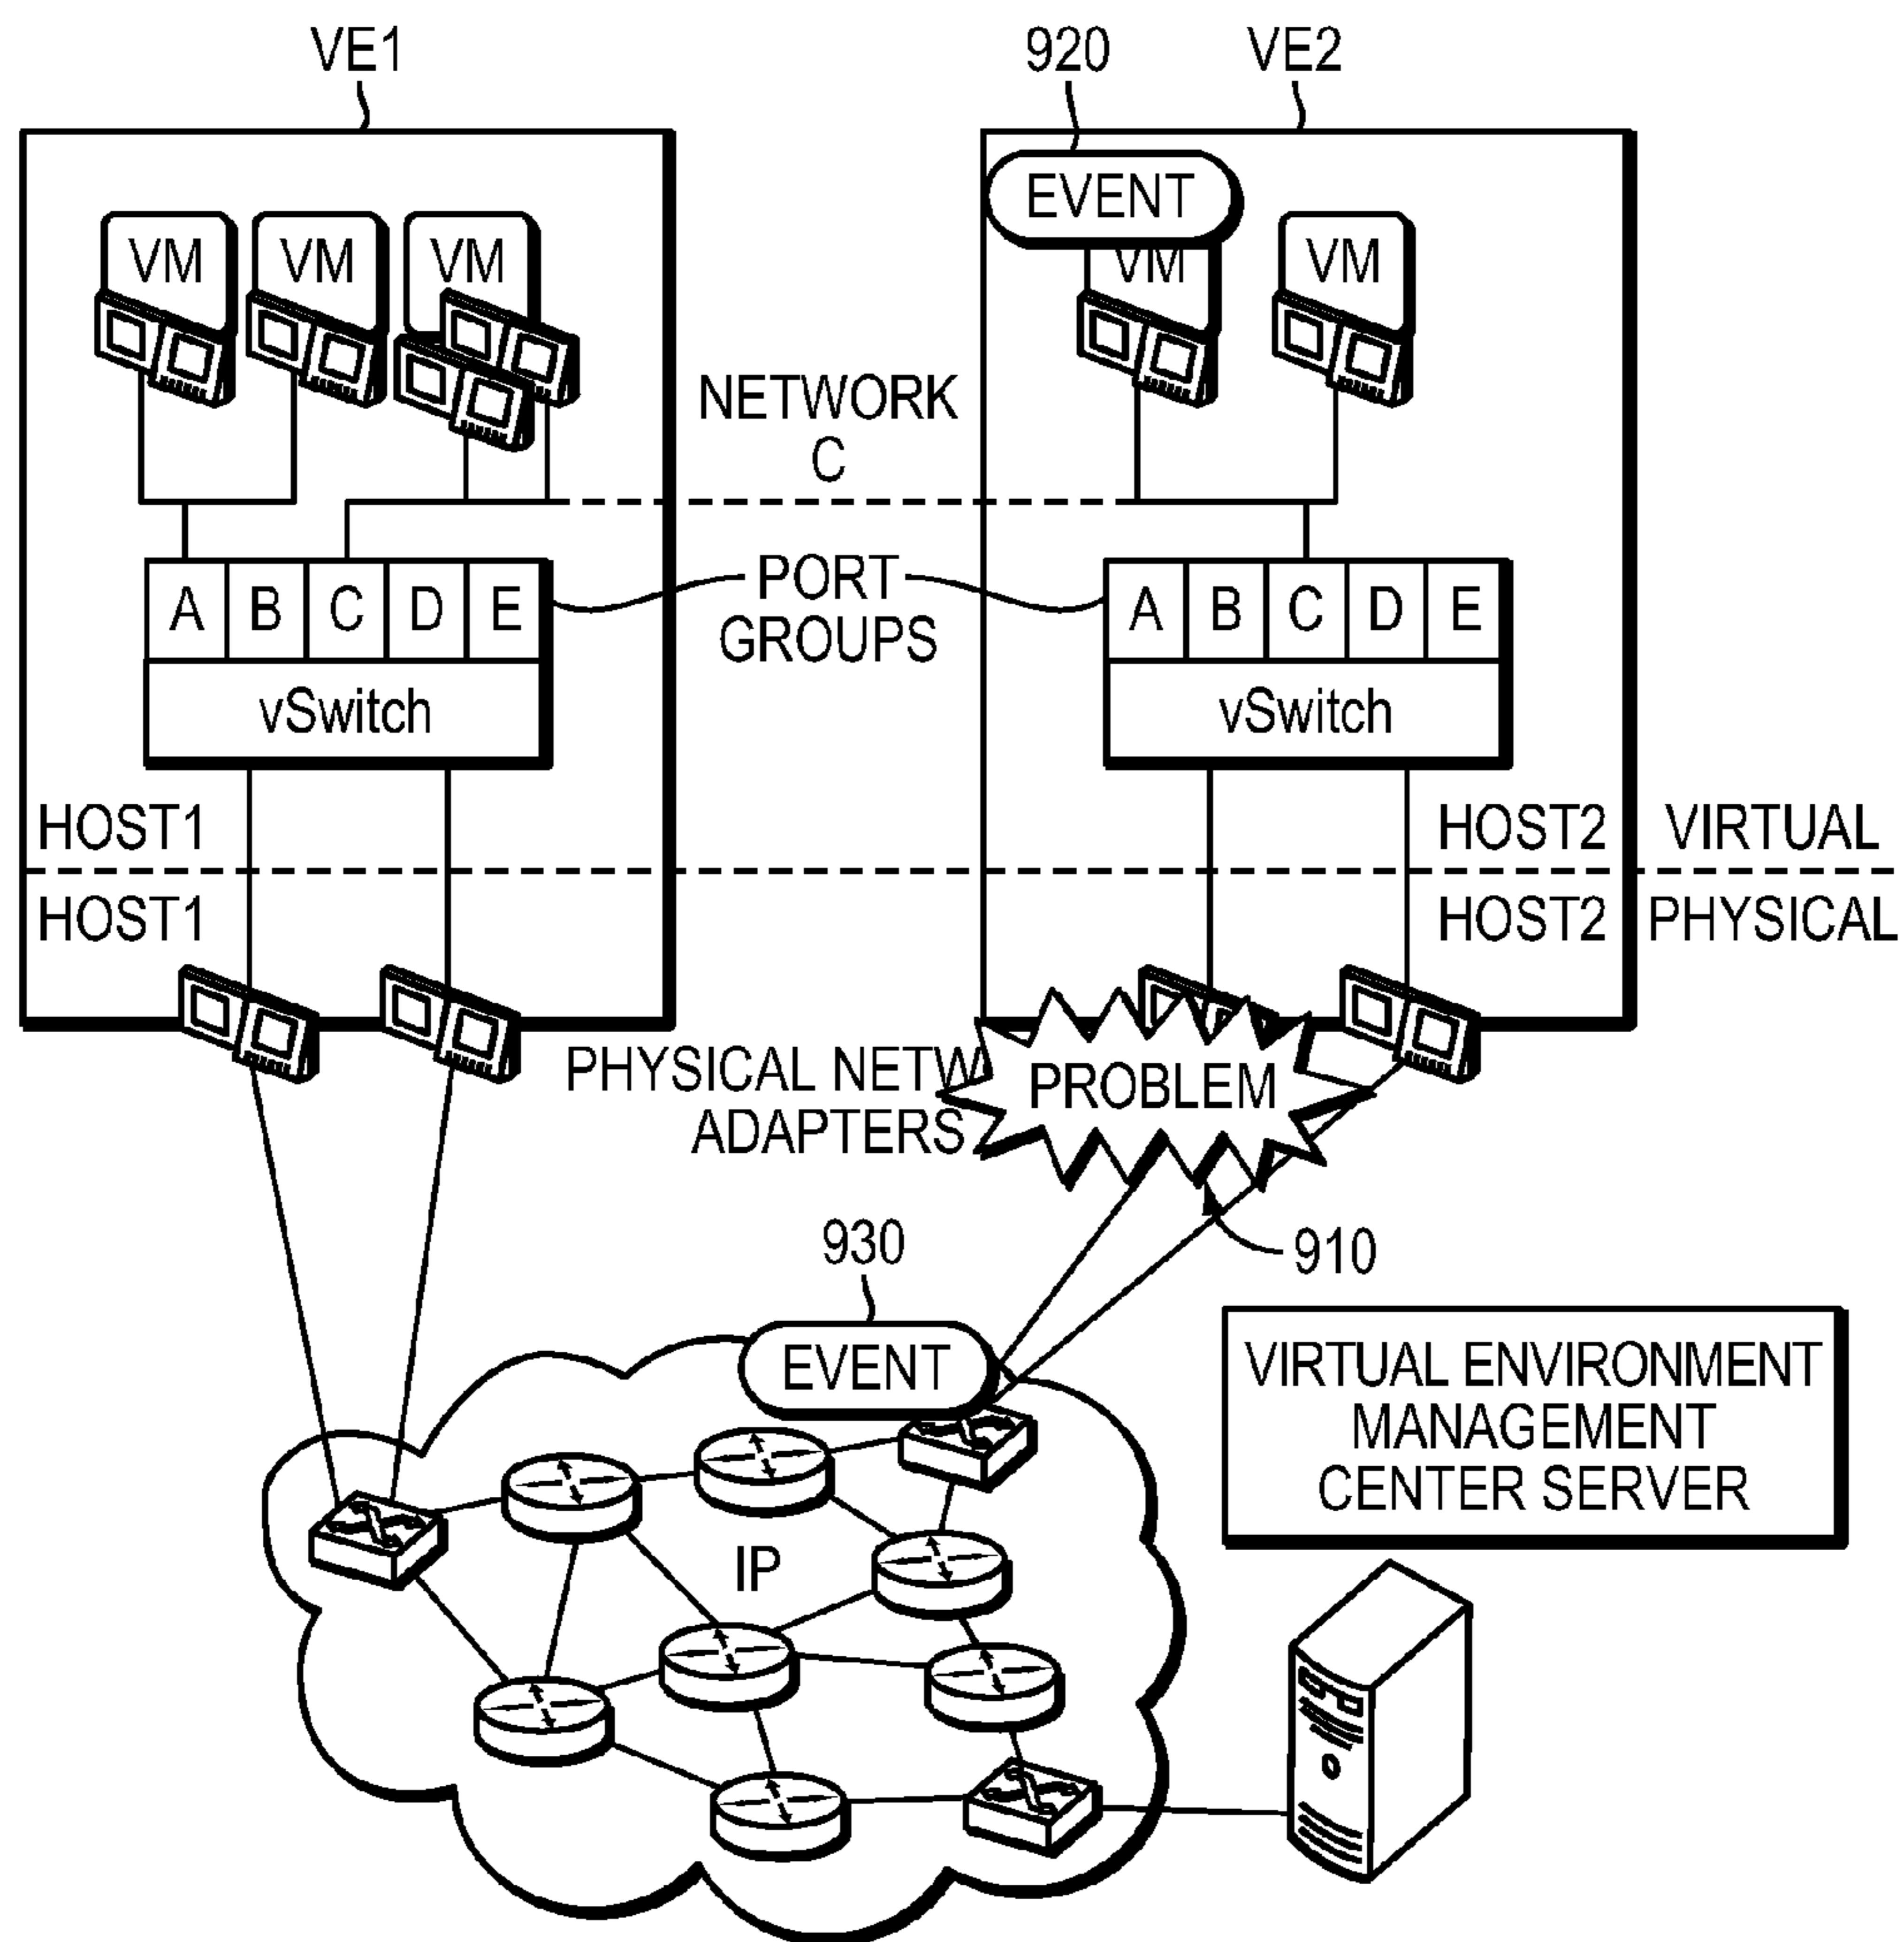 VE1
920
VE2
EVENT
VM
VM
VM
VM
VM
NETWORK
C
PORT
GROUPS
A B C D E
A B C D E
vSwitch
vSwitch
HOST1
HOST2 VIRTUAL
HOST1
HOST2 PHYSICAL
PHYSICAL NETW
ADAPTERS
PROBLEM
930
910
EVENT
VIRTUAL ENVIRONMENT
MANAGEMENT
CENTER SERVER
IP